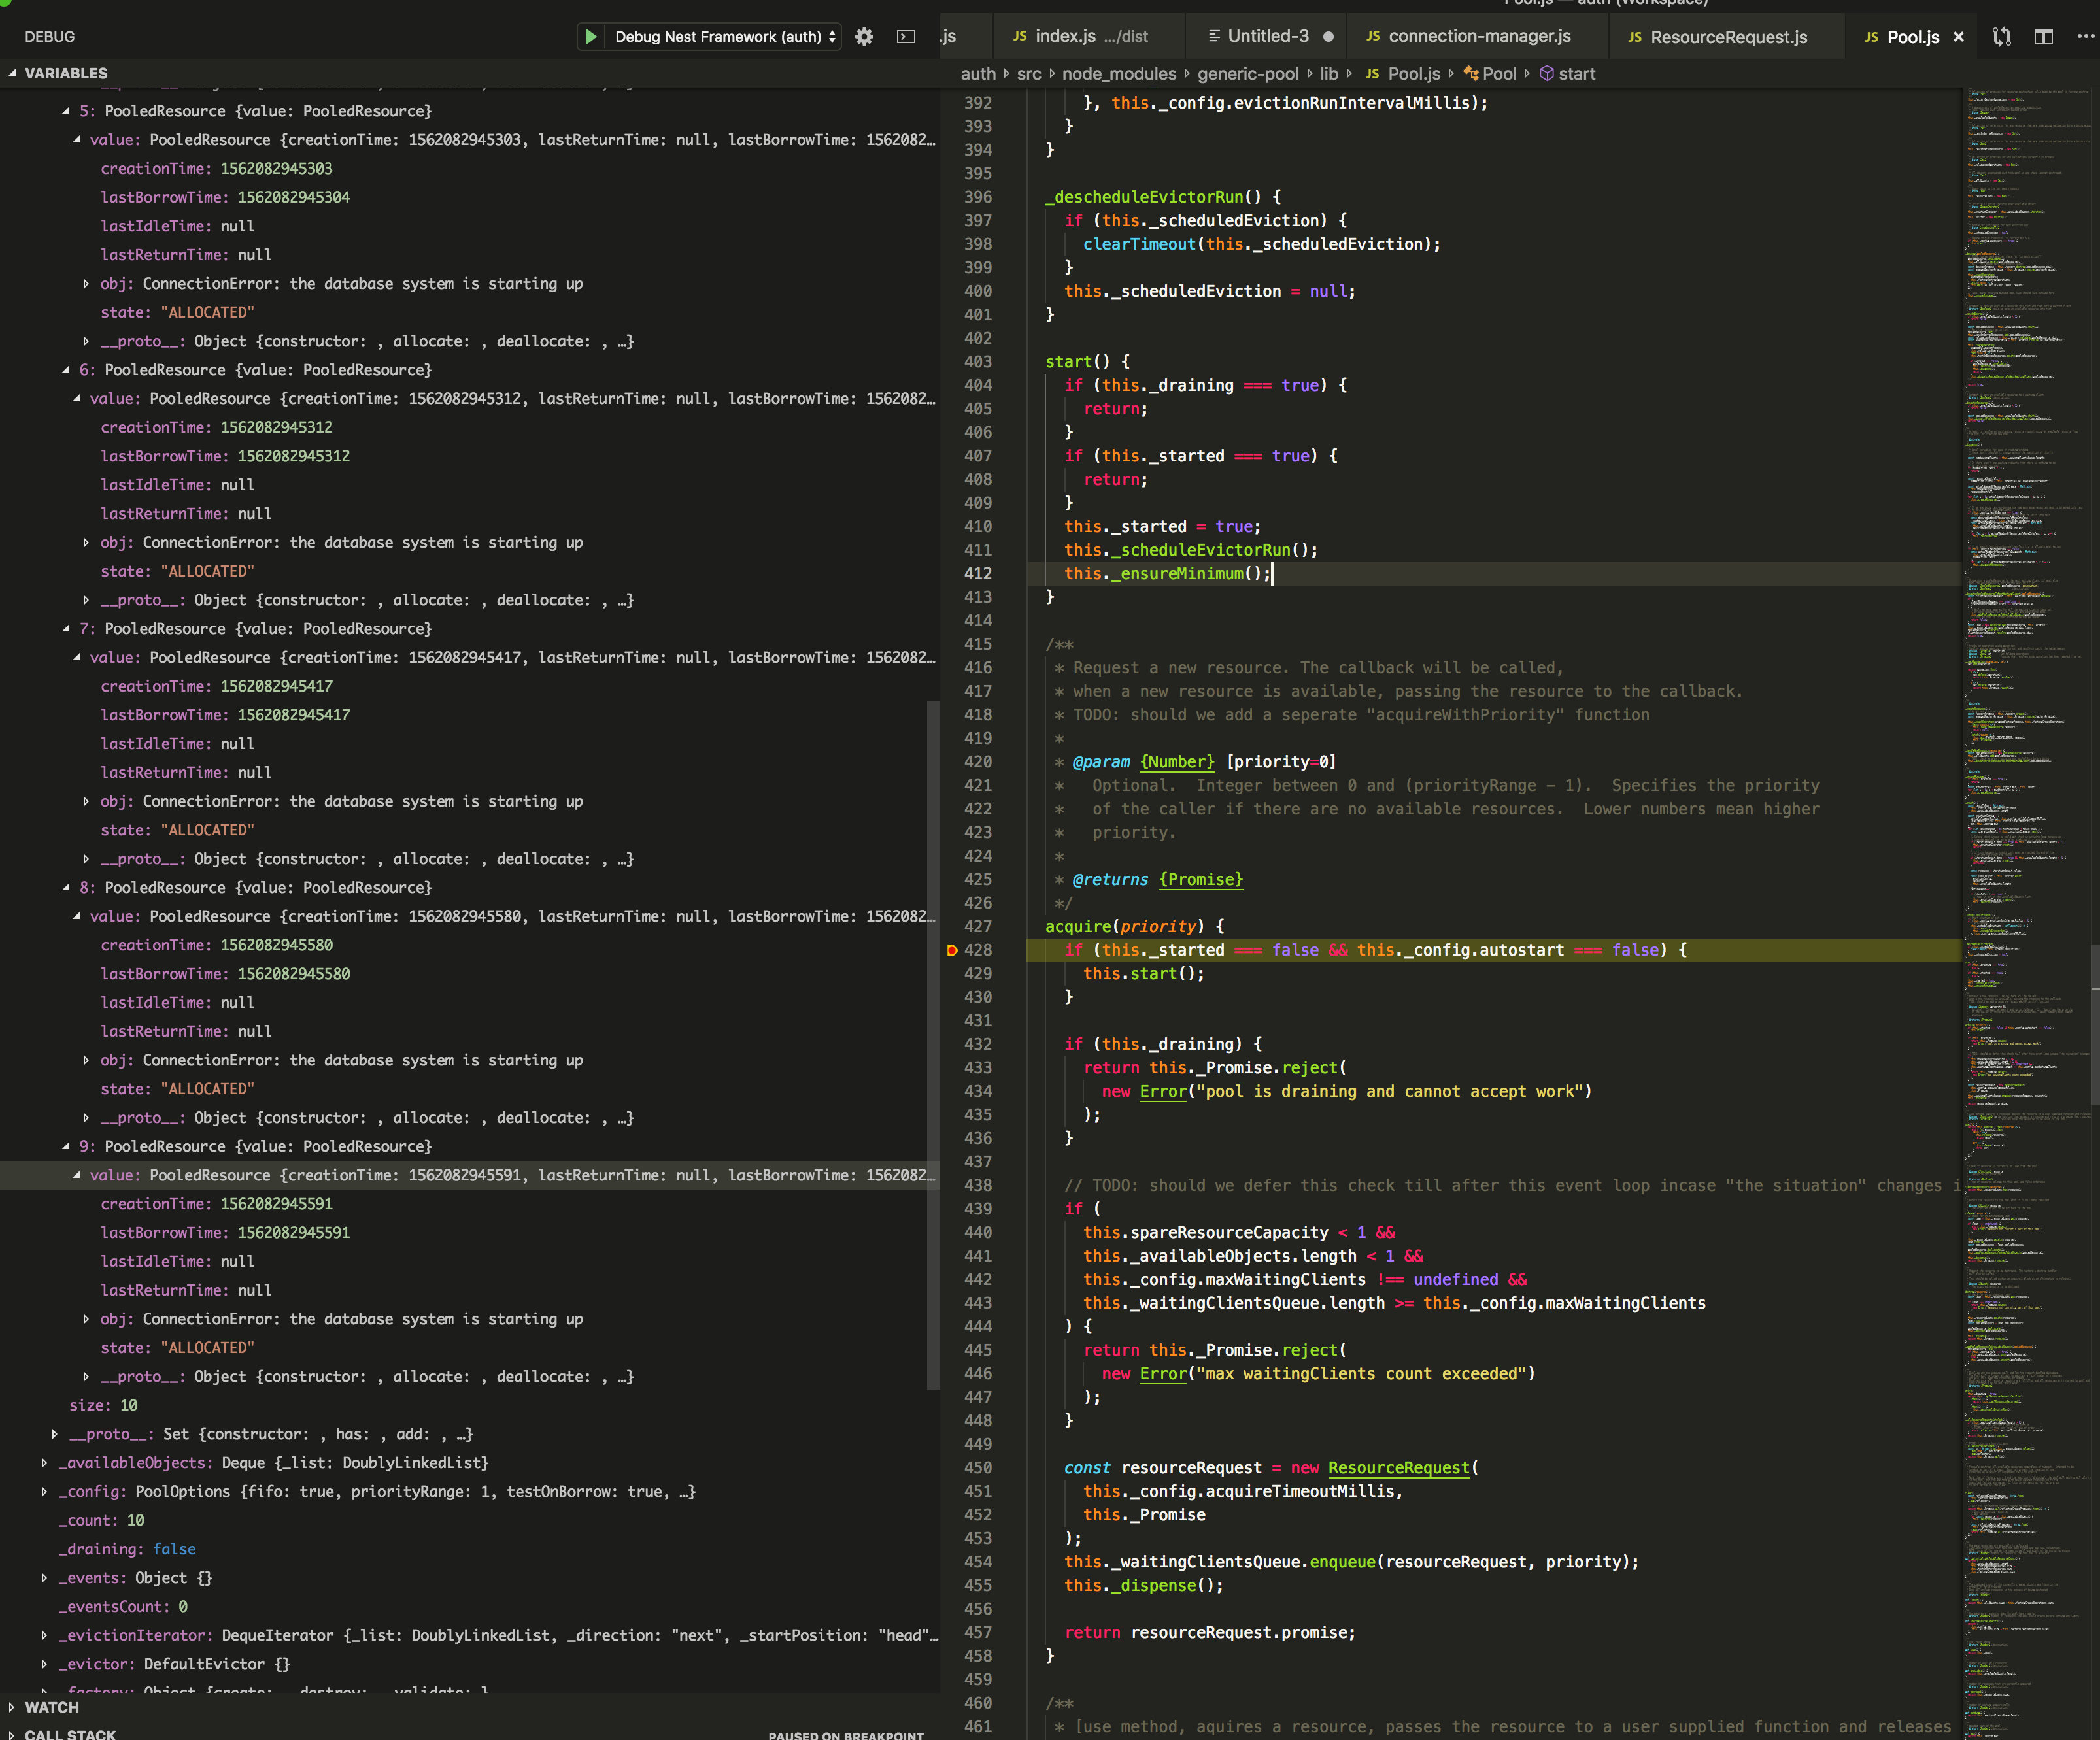 Pool.js — auth (Workspace)
DEBUG
Debug Nest Framework (auth)
.js
JS index.js .../dist
Untitled-3
JS connection-manager.js
JS ResourceRequest.js
JS Pool.js
VARIABLES
auth src node_modules generic-pool lib JS Pool.js Pool start
5: PooledResource {value: PooledResource}
value: PooledResource {creationTime: 1562082945303, lastReturnTime: null, lastBorrowTime: 1562082…
creationTime: 1562082945303
lastBorrowTime: 1562082945304
lastIdleTime: null
lastReturnTime: null
obj: ConnectionError: the database system is starting up
state: "ALLOCATED"
__proto__: Object {constructor: , allocate: , deallocate: , …}
6: PooledResource {value: PooledResource}
value: PooledResource {creationTime: 1562082945312, lastReturnTime: null, lastBorrowTime: 1562082…
creationTime: 1562082945312
lastBorrowTime: 1562082945312
lastIdleTime: null
lastReturnTime: null
obj: ConnectionError: the database system is starting up
state: "ALLOCATED"
__proto__: Object {constructor: , allocate: , deallocate: , …}
7: PooledResource {value: PooledResource}
value: PooledResource {creationTime: 1562082945417, lastReturnTime: null, lastBorrowTime: 1562082…
creationTime: 1562082945417
lastBorrowTime: 1562082945417
lastIdleTime: null
lastReturnTime: null
obj: ConnectionError: the database system is starting up
state: "ALLOCATED"
__proto__: Object {constructor: , allocate: , deallocate: , …}
8: PooledResource {value: PooledResource}
value: PooledResource {creationTime: 1562082945580, lastReturnTime: null, lastBorrowTime: 1562082…
creationTime: 1562082945580
lastBorrowTime: 1562082945580
lastIdleTime: null
lastReturnTime: null
obj: ConnectionError: the database system is starting up
state: "ALLOCATED"
__proto__: Object {constructor: , allocate: , deallocate: , …}
9: PooledResource {value: PooledResource}
value: PooledResource {creationTime: 1562082945591, lastReturnTime: null, lastBorrowTime: 1562082…
creationTime: 1562082945591
lastBorrowTime: 1562082945591
lastIdleTime: null
lastReturnTime: null
obj: ConnectionError: the database system is starting up
state: "ALLOCATED"
__proto__: Object {constructor: , allocate: , deallocate: , …}
size: 10
__proto__: Set {constructor: , has: , add: , …}
_availableObjects: Deque {_list: DoublyLinkedList}
_config: PoolOptions {fifo: true, priorityRange: 1, testOnBorrow: true, …}
_count: 10
_draining: false
_events: Object {}
_eventsCount: 0
_evictionIterator: DequeIterator {_list: DoublyLinkedList, _direction: "next", _startPosition: "head"…
_evictor: DefaultEvictor {}
_factory: Object {create: , destroy: , validate: }
WATCH
CALL STACK
PAUSED ON BREAKPOINT
392 }, this._config.evictionRunIntervalMillis);
393 }
394 }
395
396 _descheduleEvictorRun() {
397 if (this._scheduledEviction) {
398 clearTimeout(this._scheduledEviction);
399 }
400 this._scheduledEviction = null;
401 }
402
403 start() {
404 if (this._draining === true) {
405 return;
406 }
407 if (this._started === true) {
408 return;
409 }
410 this._started = true;
411 this._scheduleEvictorRun();
412 this._ensureMinimum();
413 }
414
415 /**
416 * Request a new resource. The callback will be called,
417 * when a new resource is available, passing the resource to the callback.
418 * TODO: should we add a seperate "acquireWithPriority" function
419 *
420 * @param {Number} [priority=0]
421 * Optional. Integer between 0 and (priorityRange - 1). Specifies the priority
422 * of the caller if there are no available resources. Lower numbers mean higher
423 * priority.
424 *
425 * @returns {Promise}
426 */
427 acquire(priority) {
428 if (this._started === false && this._config.autostart === false) {
429 this.start();
430 }
431
432 if (this._draining) {
433 return this._Promise.reject(
434 new Error("pool is draining and cannot accept work")
435 );
436 }
437
438 // TODO: should we defer this check till after this event loop incase "the situation" changes i
439 if (
440 this.spareResourceCapacity < 1 &&
441 this._availableObjects.length < 1 &&
442 this._config.maxWaitingClients !== undefined &&
443 this._waitingClientsQueue.length >= this._config.maxWaitingClients
444 ) {
445 return this._Promise.reject(
446 new Error("max waitingClients count exceeded")
447 );
448 }
449
450 const resourceRequest = new ResourceRequest(
451 this._config.acquireTimeoutMillis,
452 this._Promise
453 );
454 this._waitingClientsQueue.enqueue(resourceRequest, priority);
455 this._dispense();
456
457 return resourceRequest.promise;
458 }
459
460 /**
461 * [use method, aquires a resource, passes the resource to a user supplied function and releases